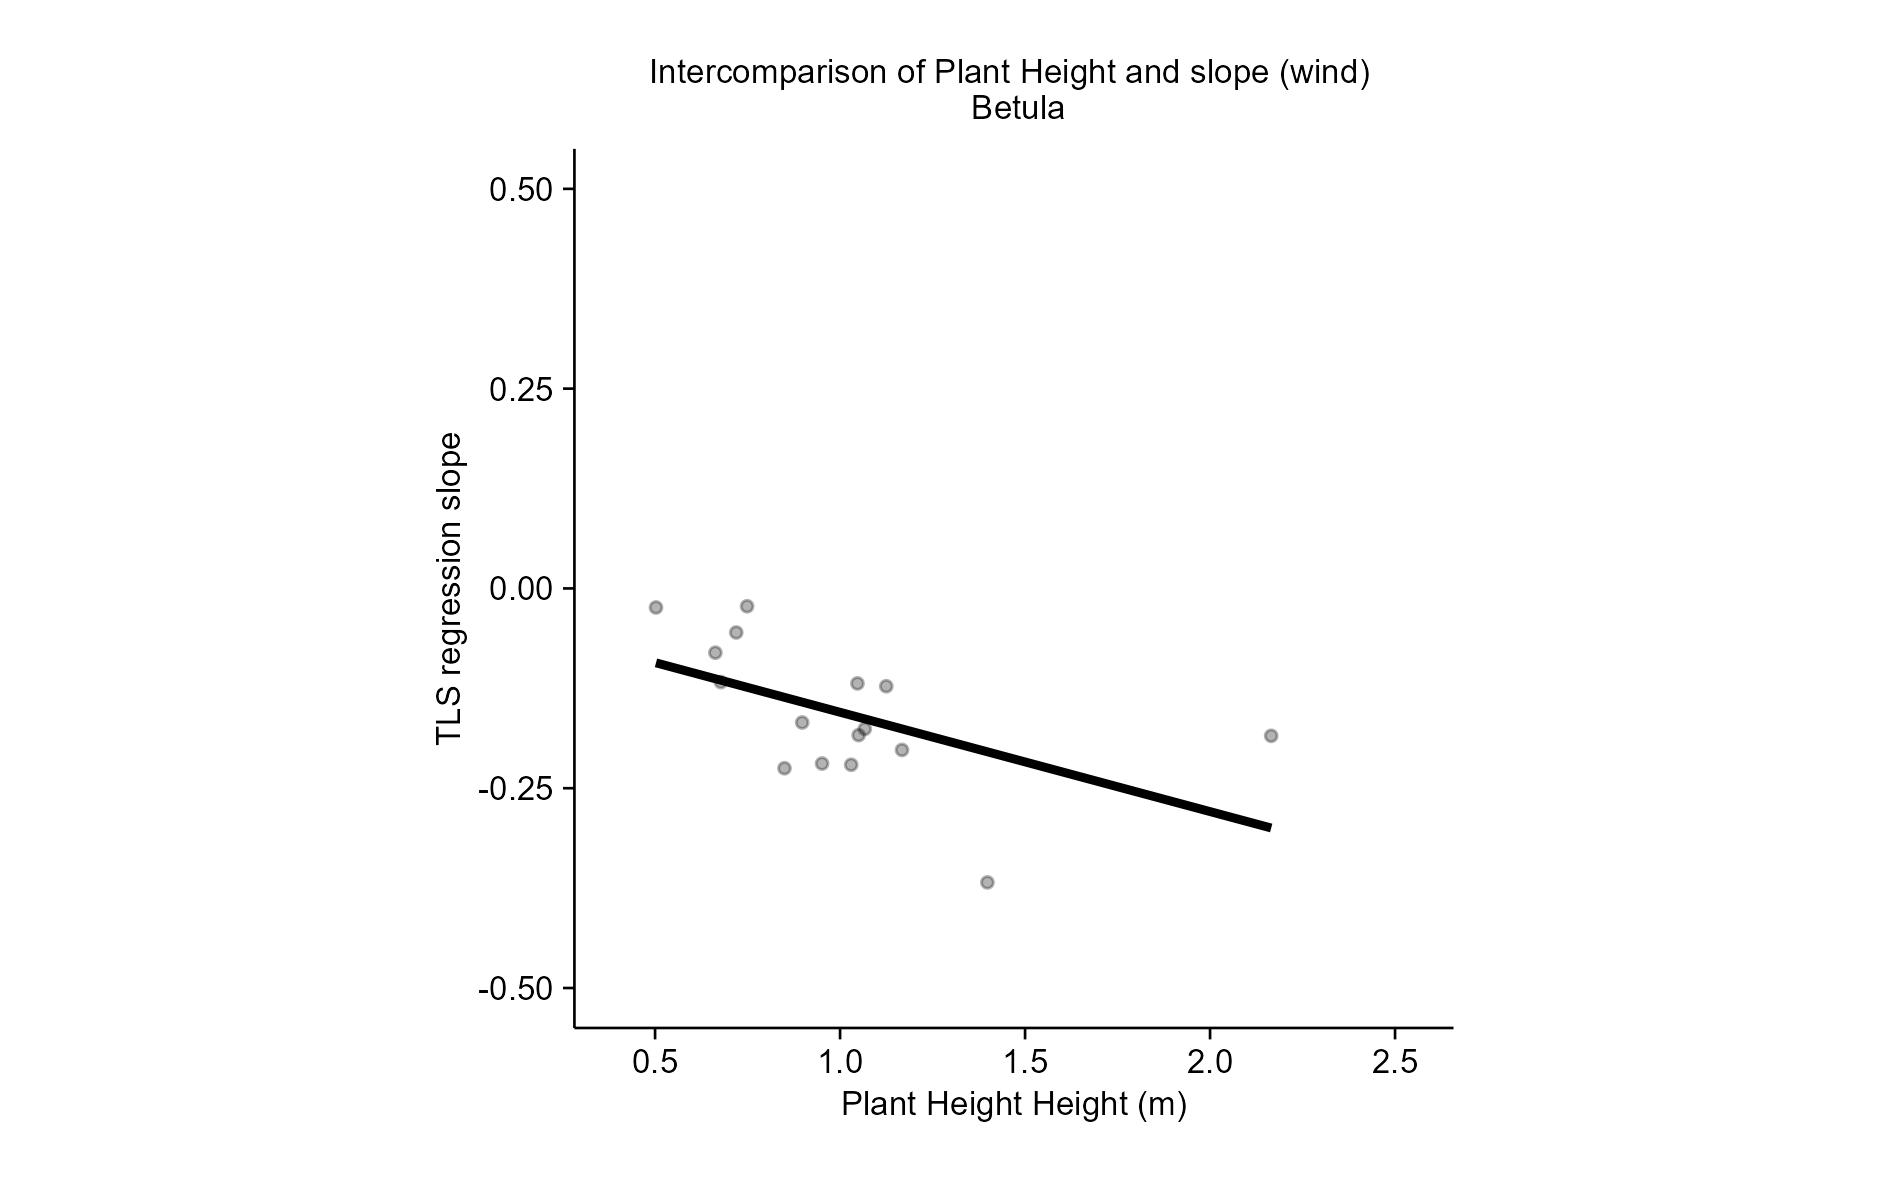 Intercomparison of Plant Height and slope (wind)
Betula
TLS regression slope
0.50
0.25
0.00
-0.25
-0.50
0.5
1.0
1.5
2.0
2.5
Plant Height Height (m)